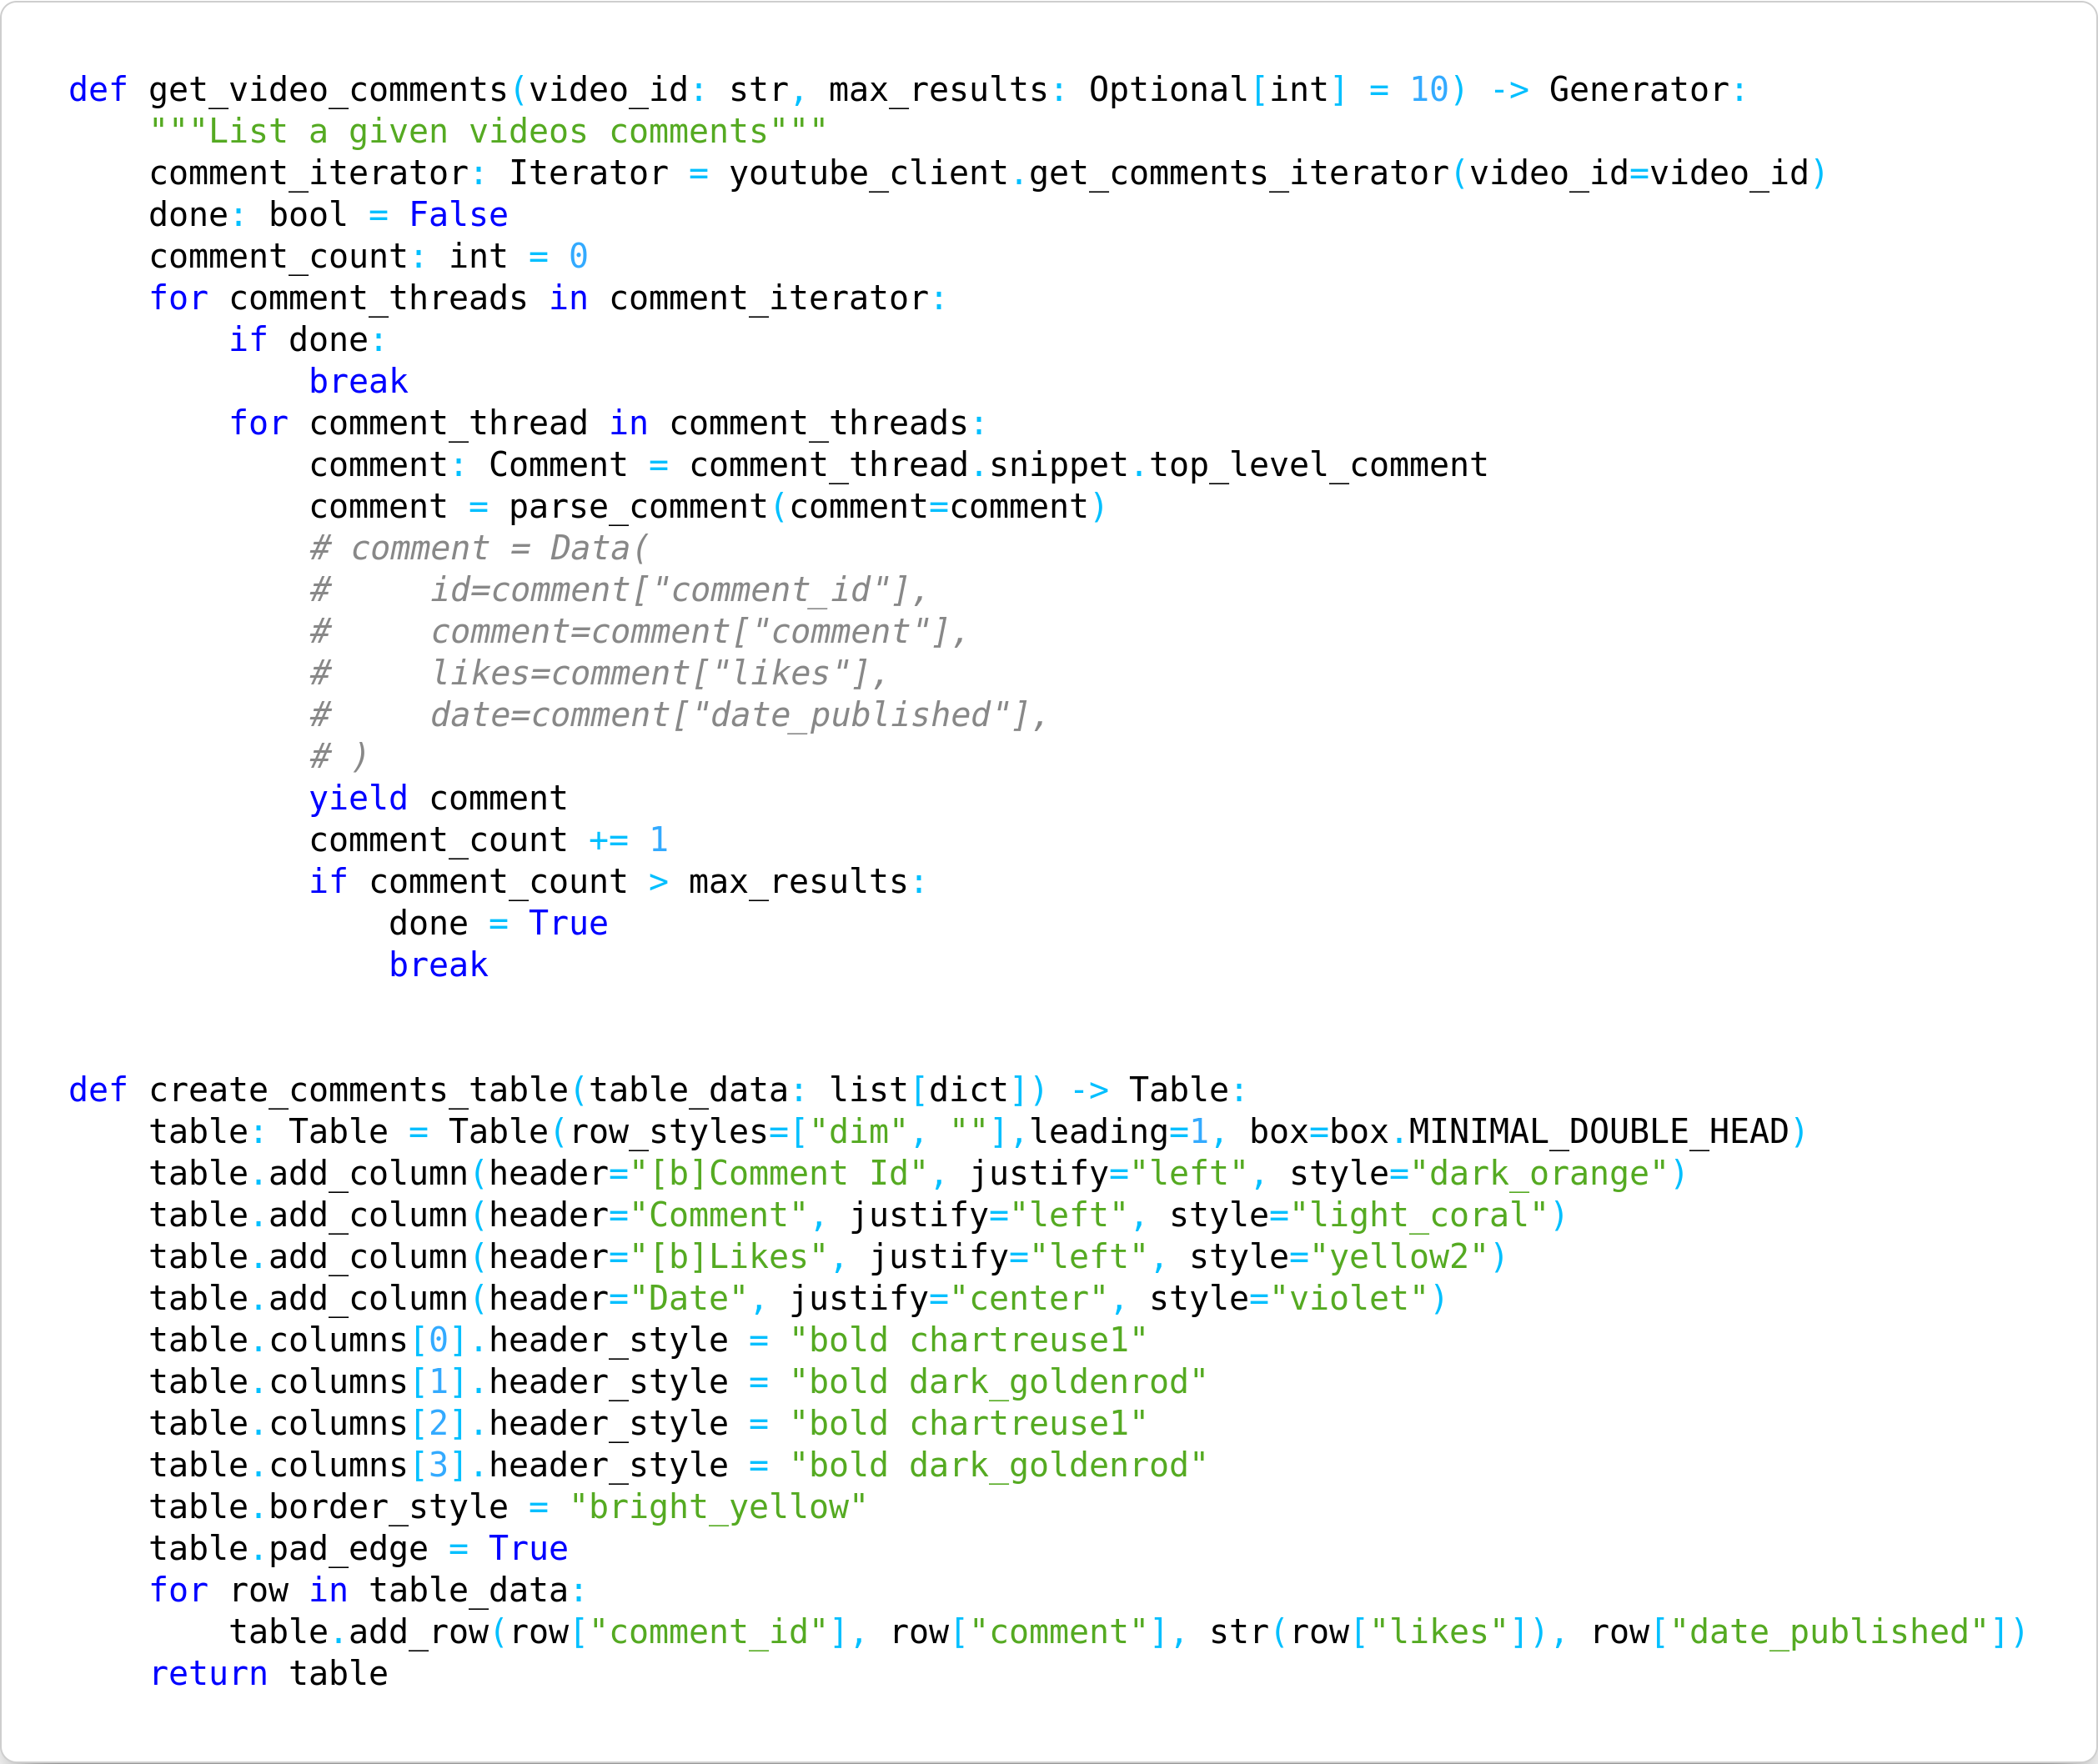 def get_video_comments(video_id: str, max_results: Optional[int] = 10) -> Generator:
    """List a given videos comments"""
    comment_iterator: Iterator = youtube_client.get_comments_iterator(video_id=video_id)
    done: bool = False
    comment_count: int = 0
    for comment_threads in comment_iterator:
        if done:
            break
        for comment_thread in comment_threads:
            comment: Comment = comment_thread.snippet.top_level_comment
            comment = parse_comment(comment=comment)
            # comment = Data(
            #     id=comment["comment_id"],
            #     comment=comment["comment"],
            #     likes=comment["likes"],
            #     date=comment["date_published"],
            # )
            yield comment
            comment_count += 1
            if comment_count > max_results:
                done = True
                break

def create_comments_table(table_data: list[dict]) -> Table:
    table: Table = Table(row_styles=["dim", ""],leading=1, box=box.MINIMAL_DOUBLE_HEAD)
    table.add_column(header="[b]Comment Id", justify="left", style="dark_orange")
    table.add_column(header="Comment", justify="left", style="light_coral")
    table.add_column(header="[b]Likes", justify="left", style="yellow2")
    table.add_column(header="Date", justify="center", style="violet")
    table.columns[0].header_style = "bold chartreuse1"
    table.columns[1].header_style = "bold dark_goldenrod"
    table.columns[2].header_style = "bold chartreuse1"
    table.columns[3].header_style = "bold dark_goldenrod"
    table.border_style = "bright_yellow"
    table.pad_edge = True
    for row in table_data:
        table.add_row(row["comment_id"], row["comment"], str(row["likes"]), row["date_published"])
    return table